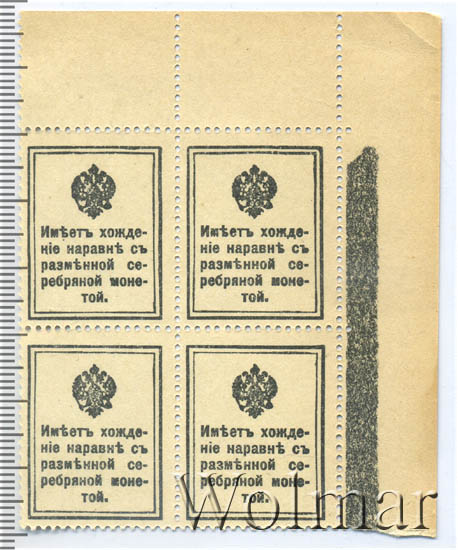 Имѣетъ хожде-
ніе наравнѣ съ
размѣнной се-
ребряной моне-
той.
Имѣетъ хожде-
ніе наравнѣ съ
размѣнной се-
ребряной моне-
той.
Имѣетъ хожде-
ніе наравнѣ съ
размѣнной се-
ребряной моне-
той.
Имѣетъ хожде-
ніе наравнѣ съ
размѣнной се-
ребряной моне-
той.
Wolmar